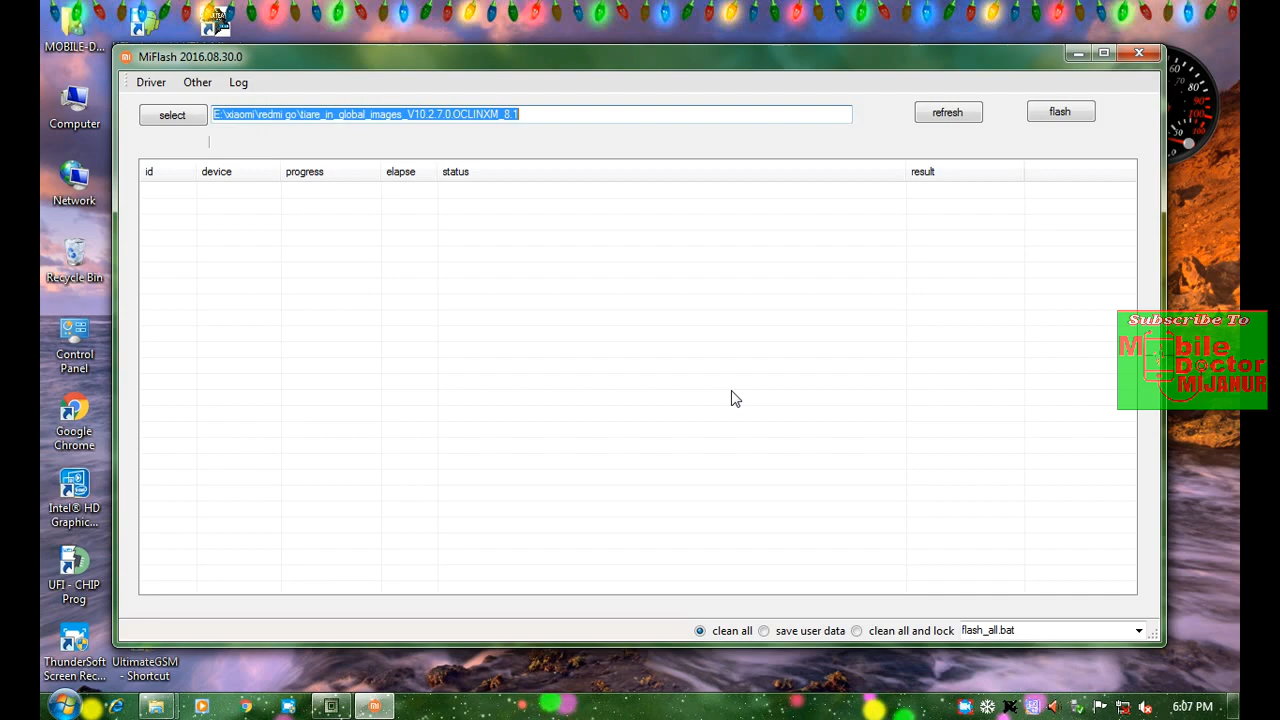 MOBILE-D...
MiFlash 2016.08.30.0
Driver Other Log
select E:\xiaomi\redmi go\tiare_in_global_images_V10.2.7.0.OCLINXM_8.1 refresh flash
id device progress elapse status result
Computer
Network
Recycle Bin
Control
Panel
Google
Chrome
Intel® HD
Graphic...
UFI - CHIP
Prog
ThunderSoft
Screen Rec...
UltimateGSM
- Shortcut
Subscribe To
Mobile
Doctor
MiJANUR
clean all save user data clean all and lock flash_all.bat
6:07 PM